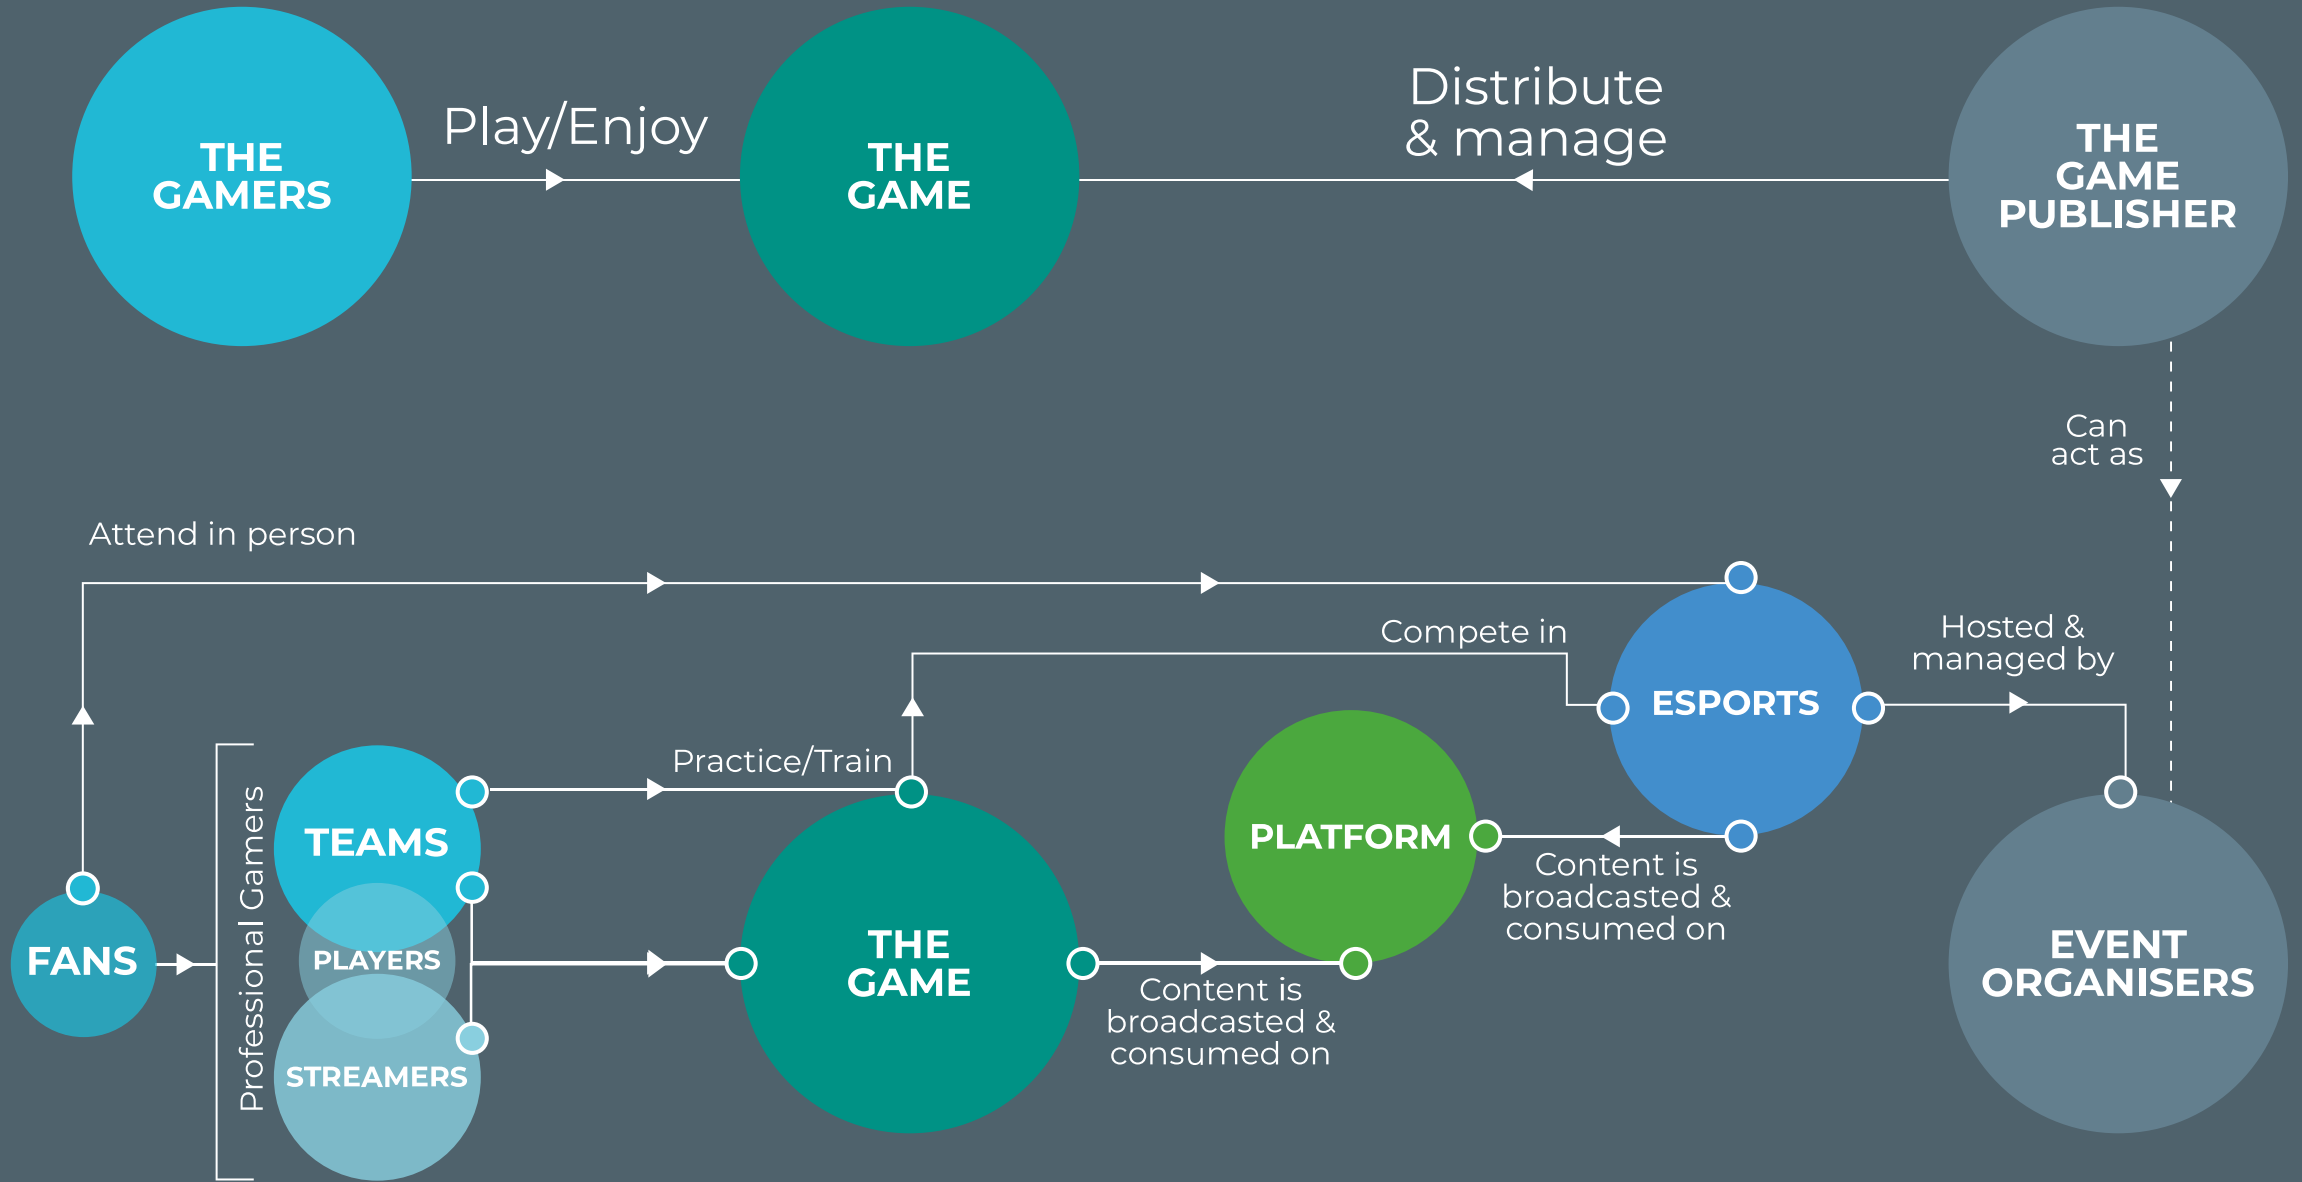 THE
GAMERS
Play/Enjoy
THE
GAME
Distribute
& manage
THE
GAME
PUBLISHER
Can
act as
Attend in person
Compete in
Hosted &
managed by
ESPORTS
Practice/Train
PLATFORM
Content is
broadcasted &
consumed on
FANS
Professional Gamers
TEAMS
PLAYERS
STREAMERS
THE
GAME
Content is
broadcasted &
consumed on
EVENT
ORGANISERS